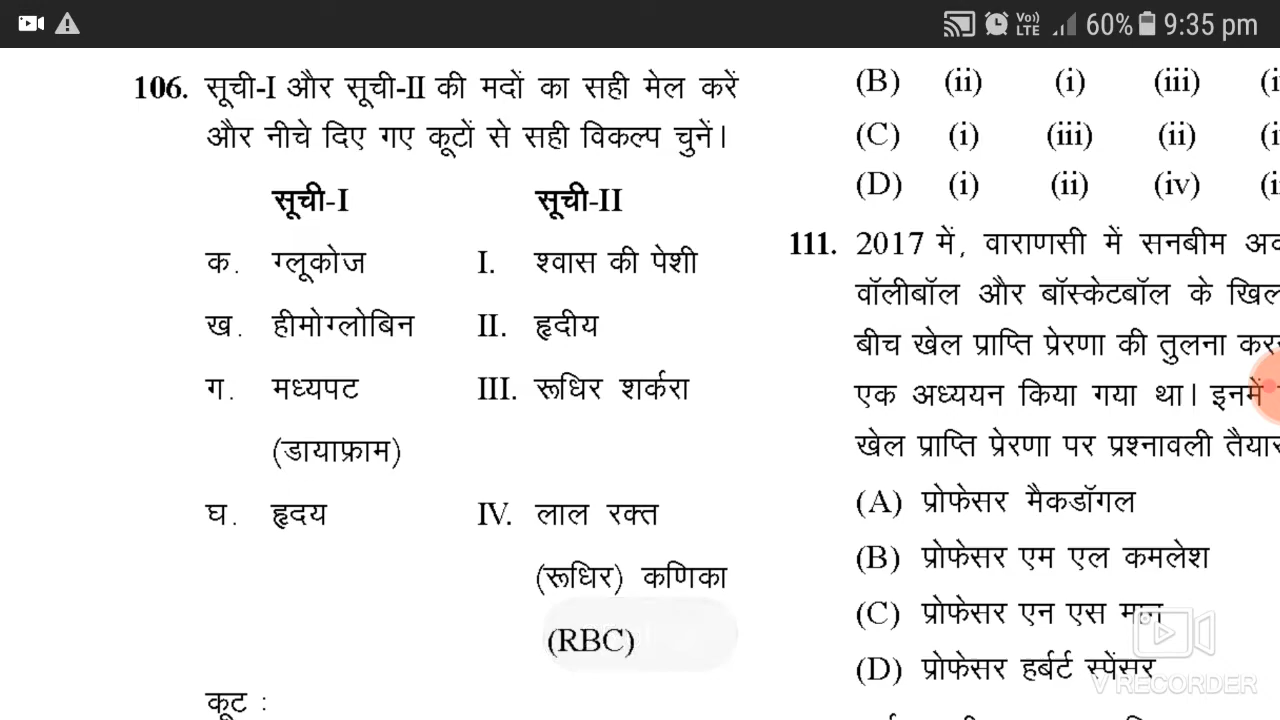 Vo) LTE 60% 9:35 pm
106. सूची-I और सूची-II की मदों का सही मेल करें
और नीचे दिए गए कूटों से सही विकल्प चुनें।
सूची-I सूची-II
क. ग्लूकोज I. श्वास की पेशी
ख. हीमोग्लोबिन II. हृदीय
ग. मध्यपट III. रूधिर शर्करा
(डायाफ्राम)
घ. हृदय IV. लाल रक्त
(रूधिर) कणिका
(RBC)
कूट :
(B) (ii) (i) (iii)
(C) (i) (iii) (ii)
(D) (i) (ii) (iv)
111. 2017 में, वाराणसी में सनबीम
वॉलीबॉल और बॉस्केटबॉल के
बीच खेल प्राप्ति प्रेरणा की तुलना
एक अध्ययन किया गया था। इनमें
खेल प्राप्ति प्रेरणा पर प्रश्नावली
(A) प्रोफेसर मैकडॉगल
(B) प्रोफेसर एम एल कमलेश
(C) प्रोफेसर एन एस मान
(D) प्रोफेसर हर्बर्ट स्पेंसर
V RECORDER